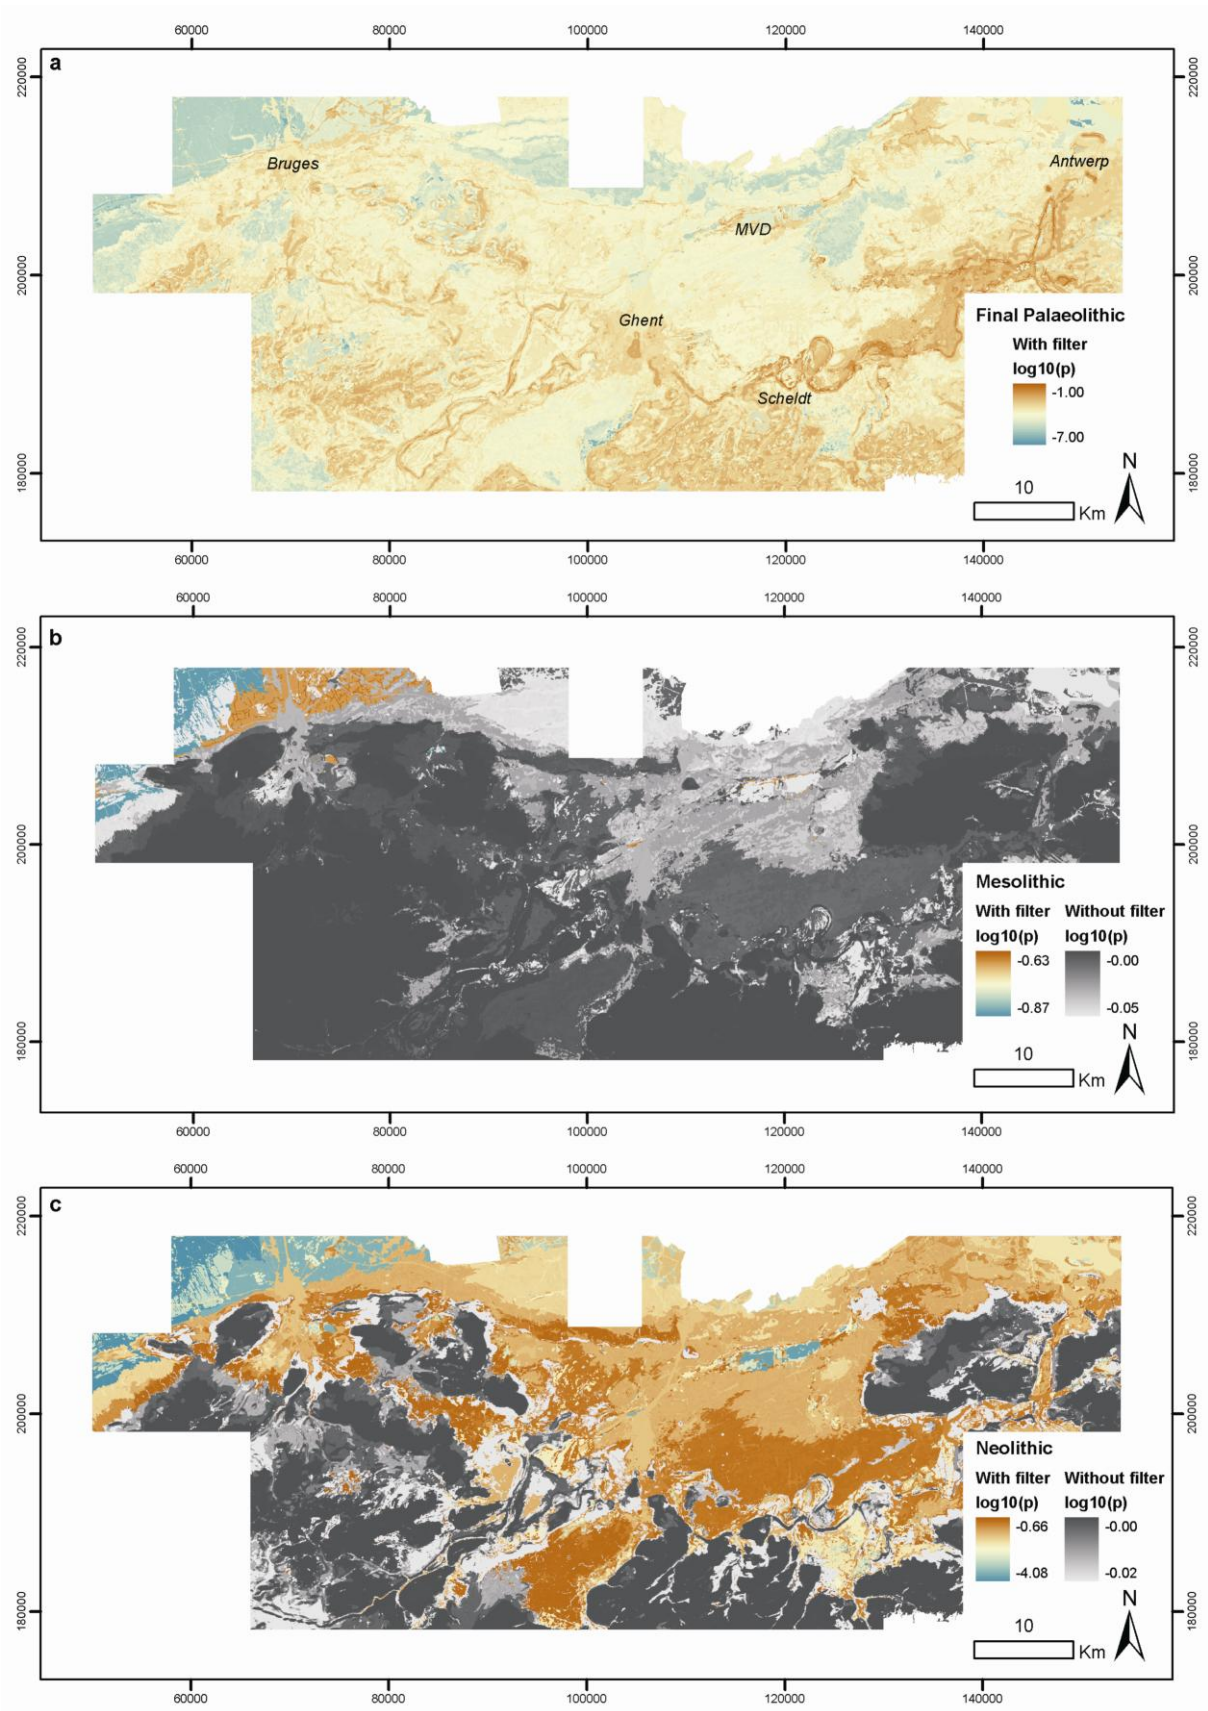 60000 80000 100000 120000 140000
a
220000 220000
Bruges Antwerp
MVD
200000 200000
Final Palaeolithic
Ghent
With filter
log10(p)
-1.00
Scheldt
-7.00
N
180000 180000
10
Km
60000 80000 100000 120000 140000
60000 80000 100000 120000 140000
b
220000 220000
200000 200000
Mesolithic
With filter Without filter
log10(p) log10(p)
-0.63 -0.00
-0.87 -0.05
N
180000 180000
10
Km
60000 80000 100000 120000 140000
60000 80000 100000 120000 140000
c
220000 220000
200000 200000
Neolithic
With filter Without filter
log10(p) log10(p)
-0.66 -0.00
-4.08 -0.02
N
180000 180000
10
Km
60000 80000 100000 120000 140000